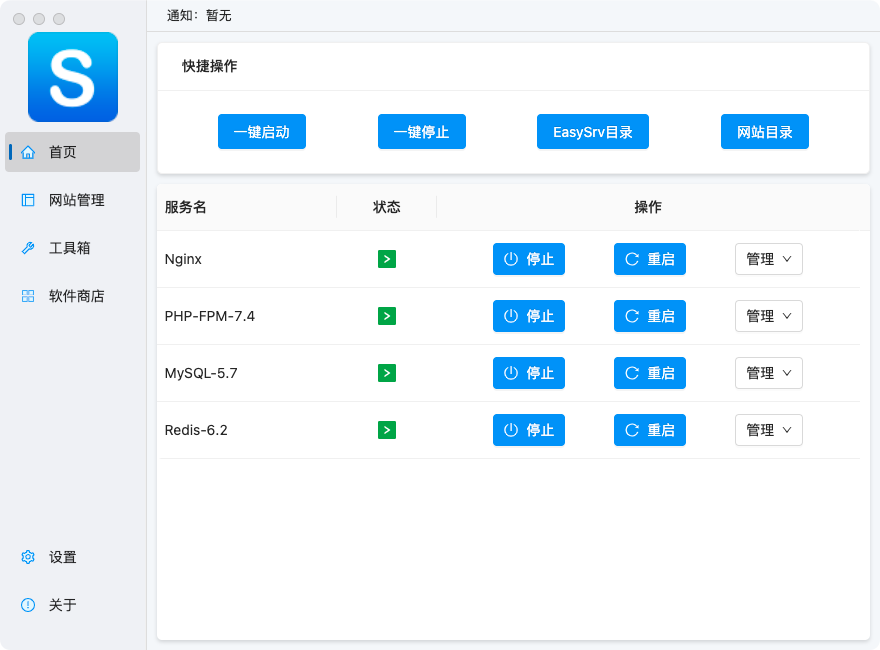 通知：暂无
S
首页
网站管理
工具箱
软件商店
设置
关于
快捷操作
一键启动 一键停止 EasySrv目录 网站目录
服务名 状态 操作
Nginx 停止 重启 管理
PHP-FPM-7.4 停止 重启 管理
MySQL-5.7 停止 重启 管理
Redis-6.2 停止 重启 管理